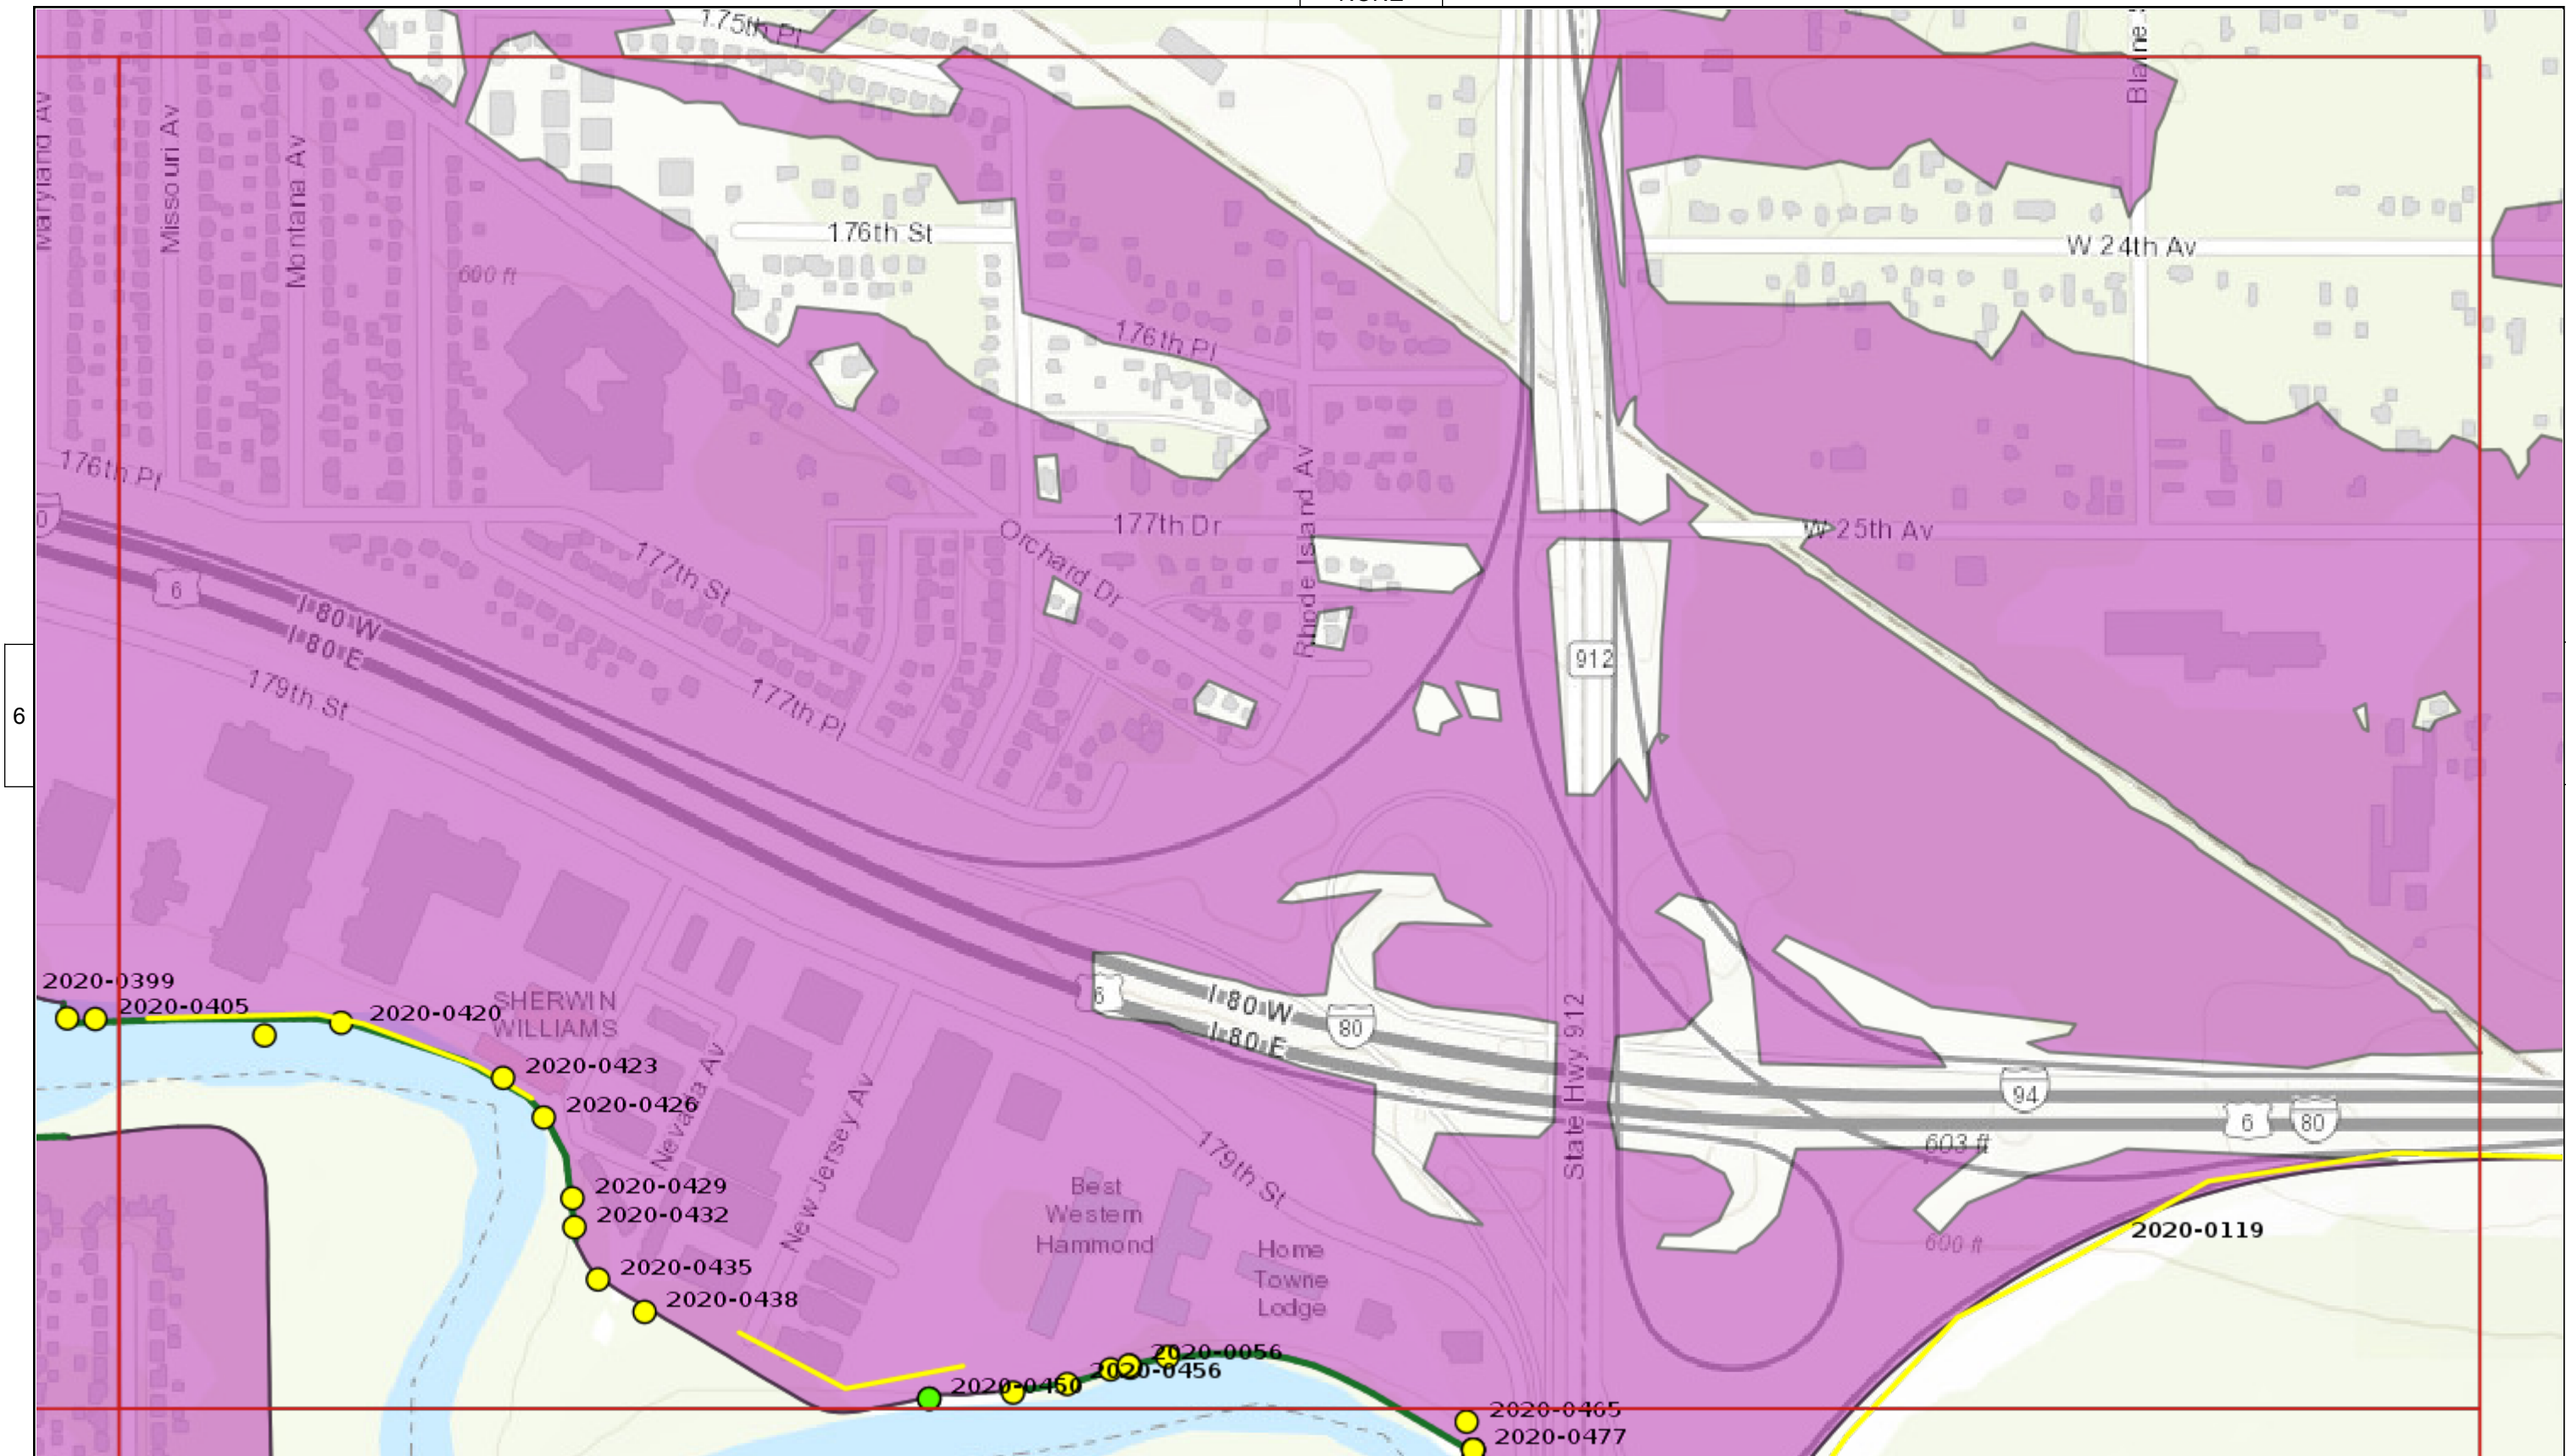 175th Pl
Blaine
Maryland Av
Missouri Av
Montana Av
176th St
W 24th Av
600 ft
176th Pl
176th Pl
177th Dr
W 25th Av
Orchard Dr
Rhode Island Av
177th St
6
I-80 W
I-80 E
912
179th St
177th Pl
6
2020-0399
2020-0405
2020-0420
SHERWIN
WILLIAMS
6
I-80 W
I-80 E
80
State Hwy 912
2020-0423
2020-0426
Nevada Av
New Jersey Av
94
6
80
603 ft
179th St
2020-0429
2020-0432
Best
Western
Hammond
2020-0119
600 ft
Home
Towne
Lodge
2020-0435
2020-0438
2020-0056
2020-0456
2020-0450
2020-0465
2020-0477